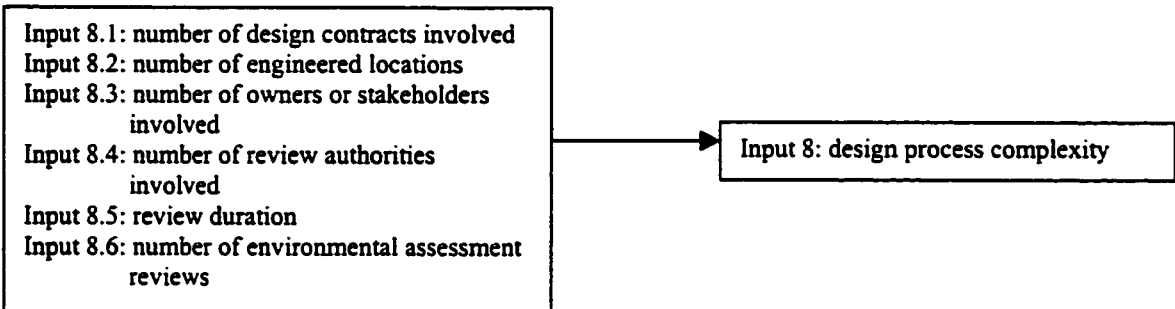 Input 8.1: number of design contracts involved
Input 8.2: number of engineered locations
Input 8.3: number of owners or stakeholders
involved
Input 8.4: number of review authorities
involved
Input 8.5: review duration
Input 8.6: number of environmental assessment
reviews
Input 8: design process complexity